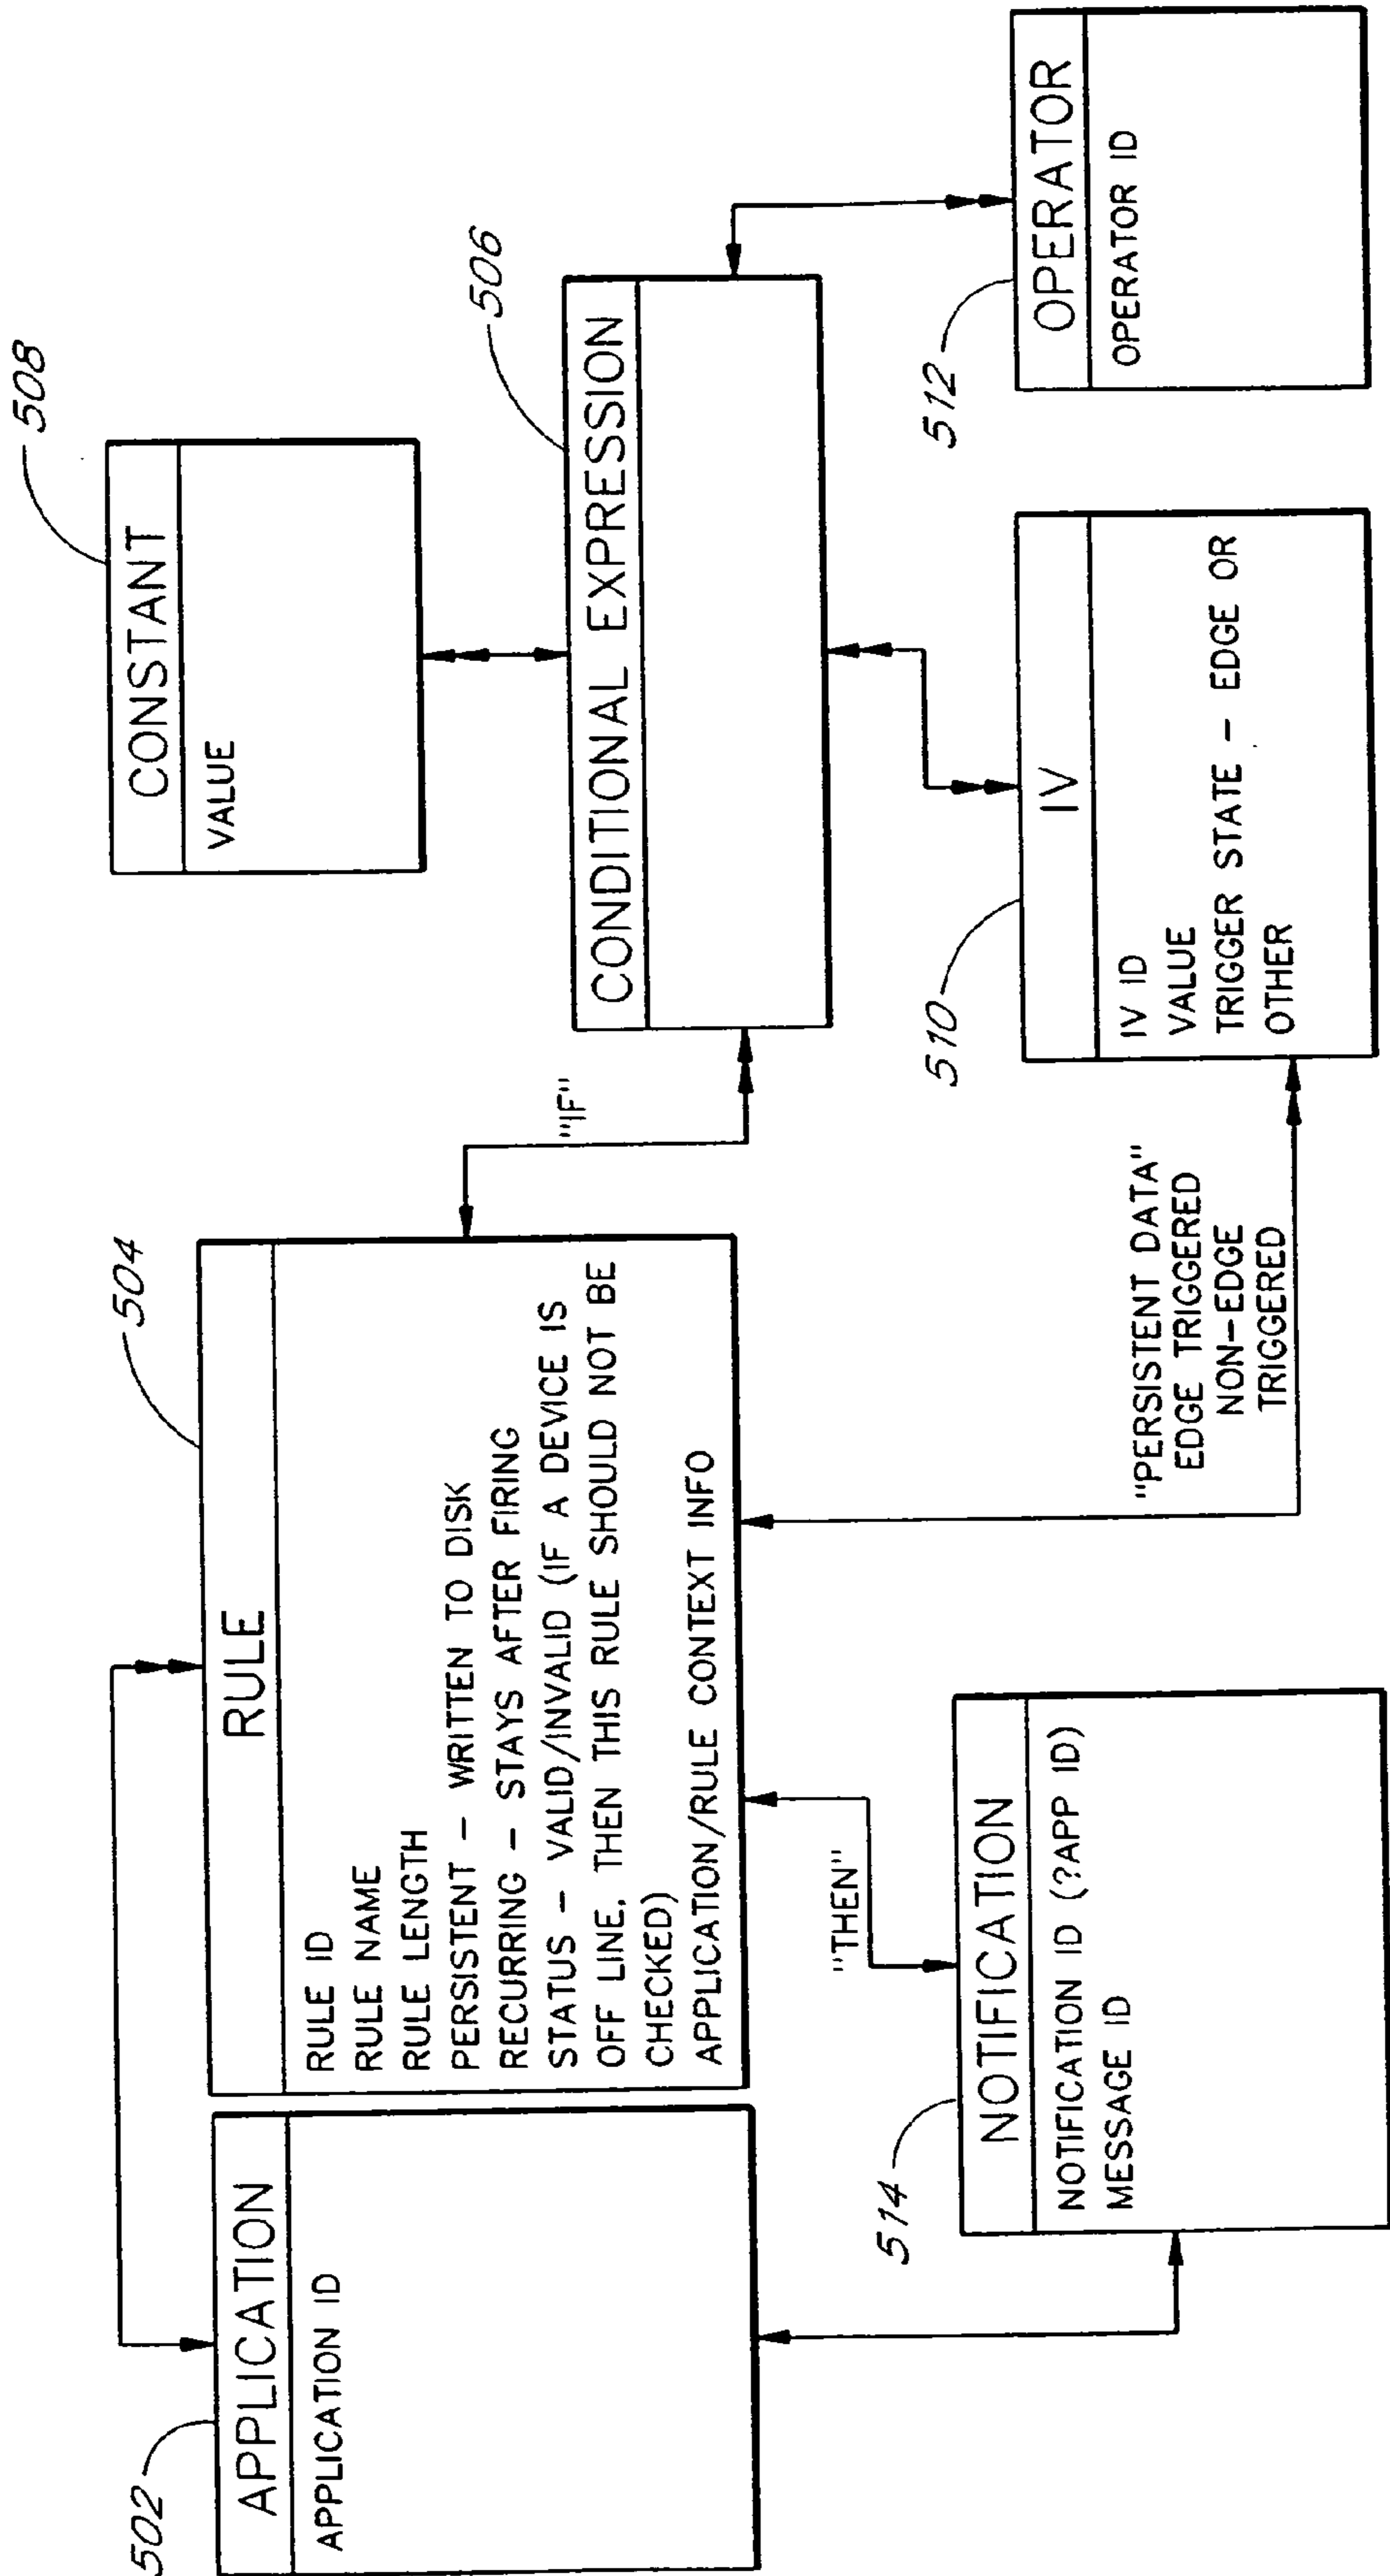 502
APPLICATION
APPLICATION ID
504
RULE
RULE ID
RULE NAME
RULE LENGTH
PERSISTENT – WRITTEN TO DISK
RECURRING – STAYS AFTER FIRING
STATUS – VALID/INVALID (IF A DEVICE IS
OFF LINE, THEN THIS RULE SHOULD NOT BE
CHECKED)
APPLICATION/RULE CONTEXT INFO
"IF"
508
CONSTANT
VALUE
506
CONDITIONAL EXPRESSION
"THEN"
514
NOTIFICATION
NOTIFICATION ID (?APP ID)
MESSAGE ID
"PERSISTENT DATA"
EDGE TRIGGERED
NON–EDGE
TRIGGERED
510
IV
IV ID
VALUE
TRIGGER STATE – EDGE OR
OTHER
512
OPERATOR
OPERATOR ID